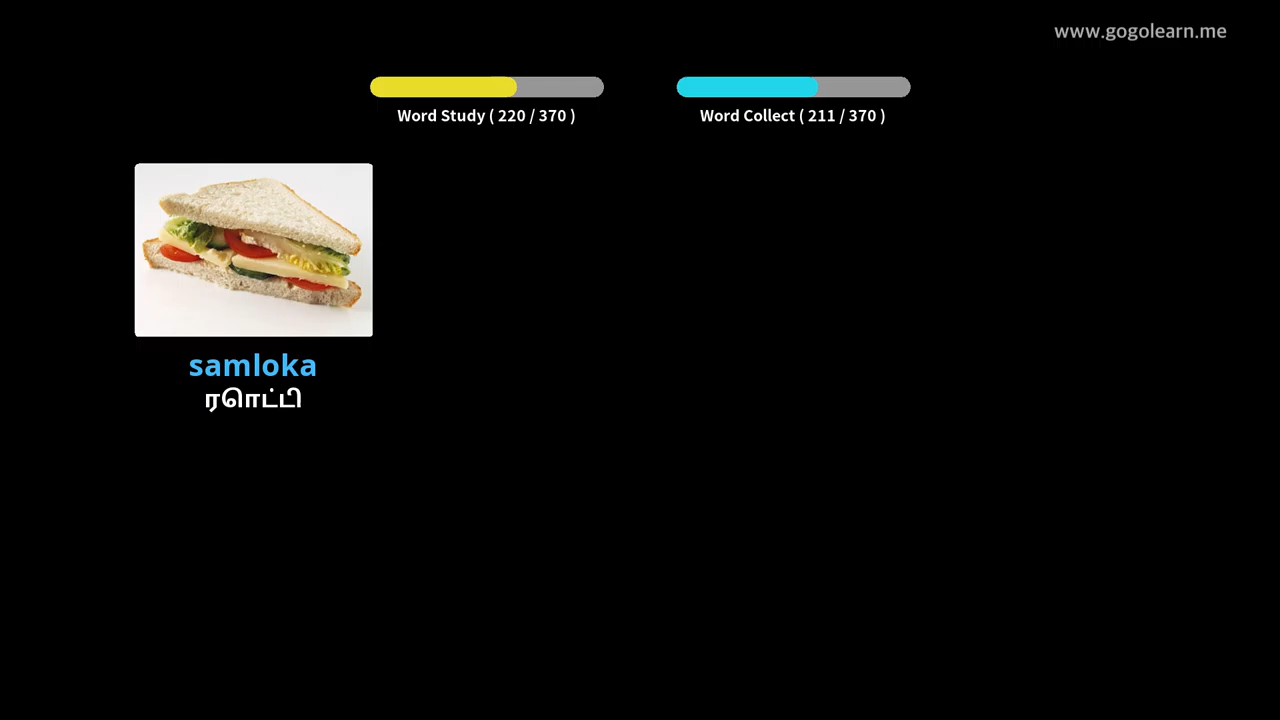 www.gogolearn.me
Word Study ( 220 / 370 )
Word Collect ( 211 / 370 )
samloka
ரொட்டி